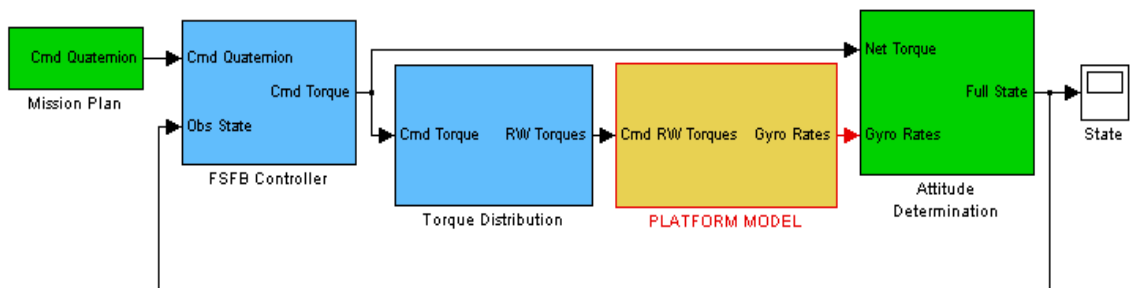 Cmd Quaternion
Mission Plan
Cmd Quaternion
Cmd Torque
Obs State
FSFB Controller
Cmd Torque
RW Torques
Torque Distribution
Cmd RW Torques
Gyro Rates
PLATFORM MODEL
Net Torque
Full State
Gyro Rates
Attitude
Determination
State